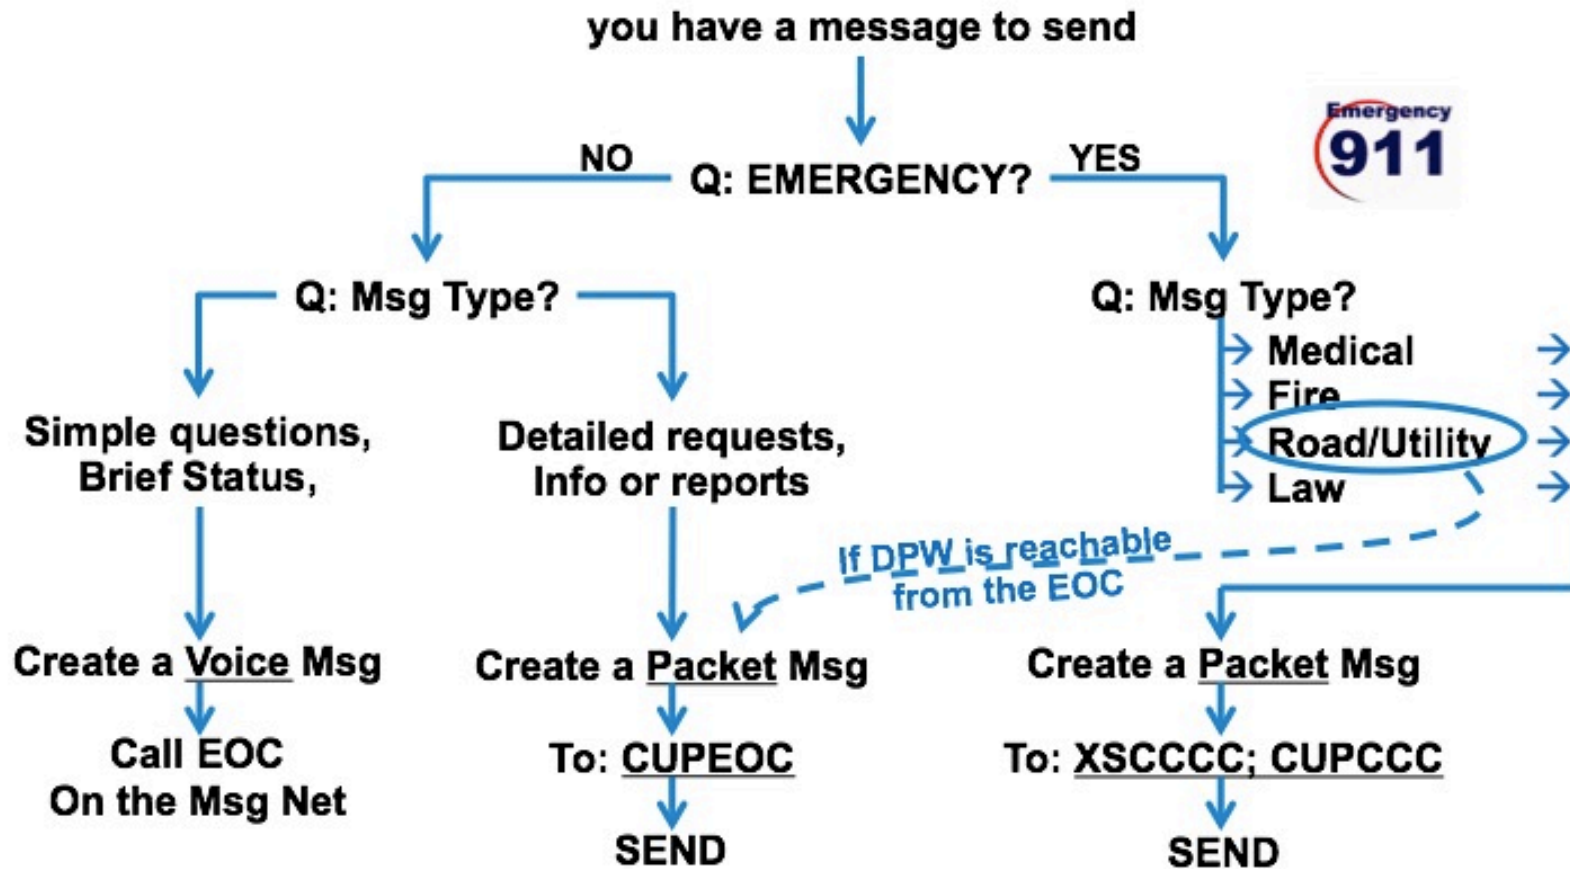 you have a message to send
Emergency
911
NO
Q: EMERGENCY?
YES
Q: Msg Type?
Q: Msg Type?
Medical
Fire
Road/Utility
Law
Simple questions,
Brief Status,
Detailed requests,
Info or reports
If DPW is reachable
from the EOC
Create a Voice Msg
Create a Packet Msg
Create a Packet Msg
Call EOC
On the Msg Net
To: CUPEOC
To: XSCCCC; CUPCCC
SEND
SEND